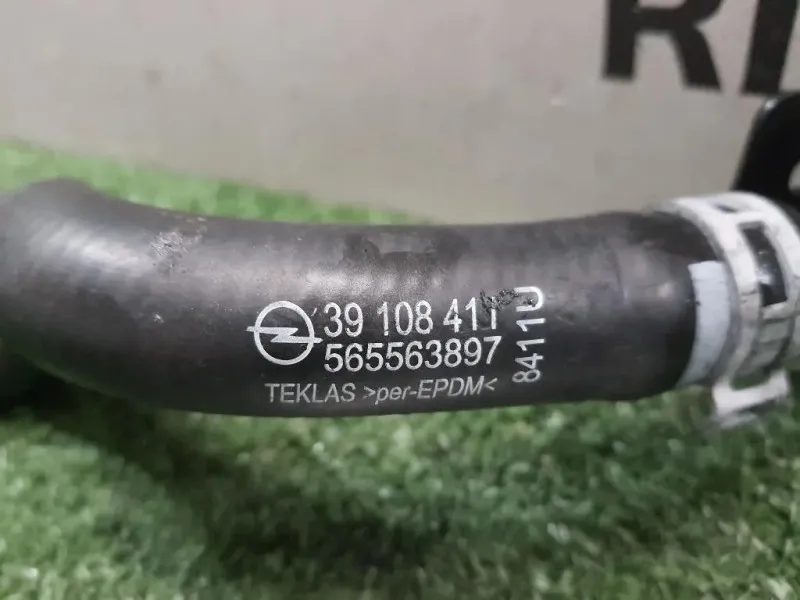 39 108 411
565563897
TEKLAS >per-EPDM<
8411U